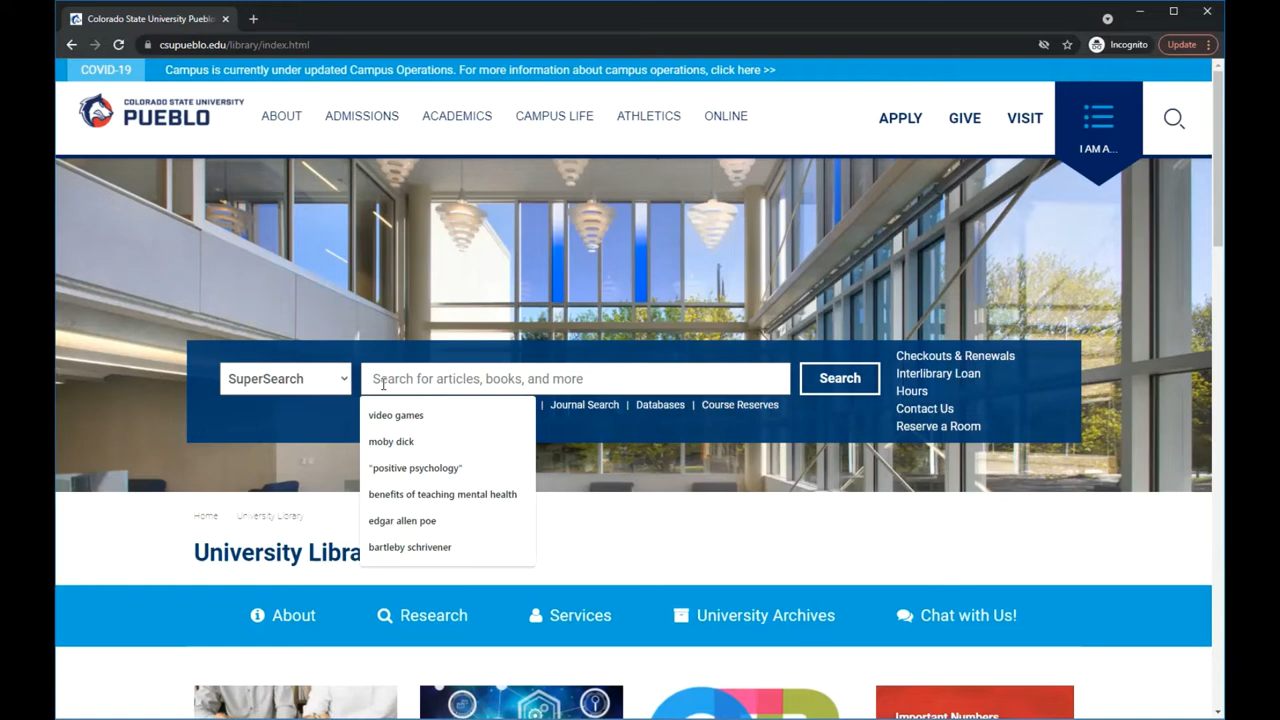 Colorado State University Pueblo
csupueblo.edu/library/index.html
Incognito
Update
COVID-19
Campus is currently under updated Campus Operations. For more information about campus operations, click here >>
COLORADO STATE UNIVERSITY
PUEBLO
ABOUT
ADMISSIONS
ACADEMICS
CAMPUS LIFE
ATHLETICS
ONLINE
APPLY
GIVE
VISIT
I AM A...
SuperSearch
Search for articles, books, and more
Search
| Journal Search | Databases | Course Reserves
Checkouts & Renewals
Interlibrary Loan
Hours
Contact Us
Reserve a Room
video games
moby dick
"positive psychology"
benefits of teaching mental health
edgar allen poe
bartleby schrivener
Home
University Library
University Libra
About
Research
Services
University Archives
Chat with Us!
Important Numbers